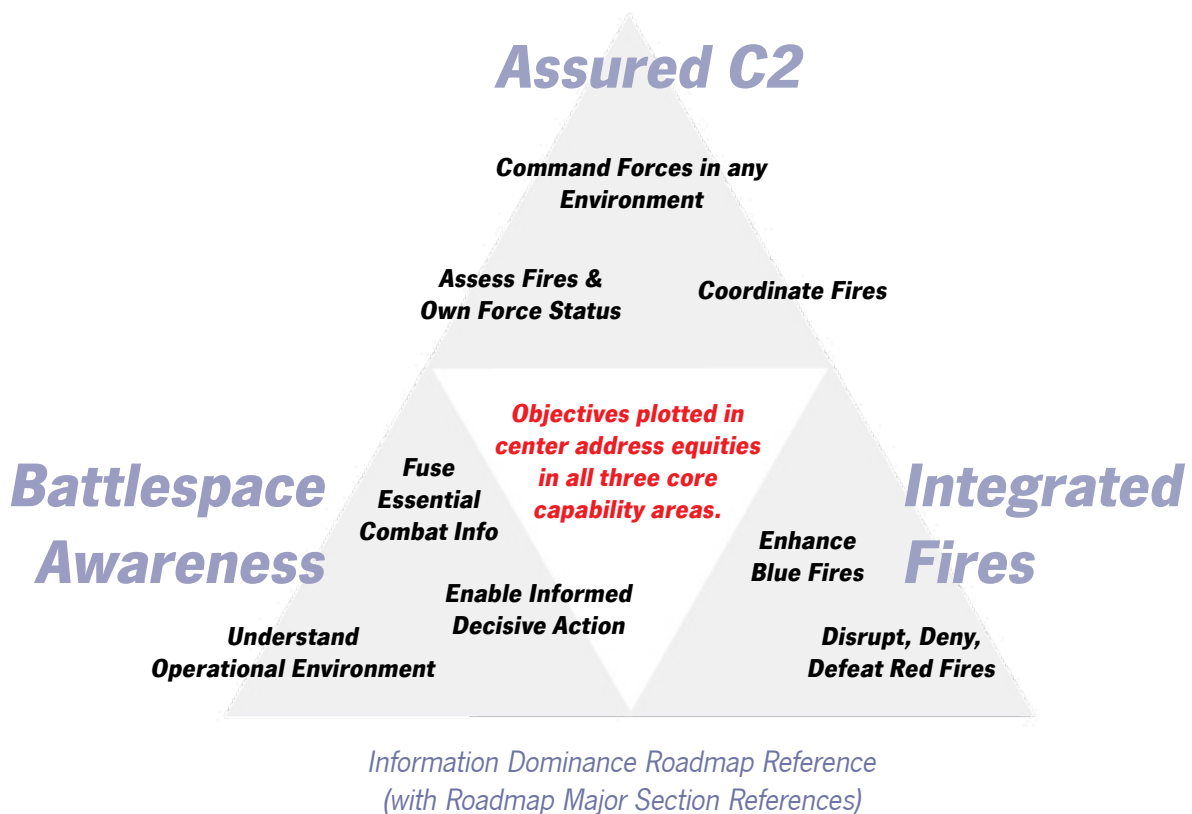 Assured C2
Command Forces in any
Environment
Assess Fires &
Own Force Status
Coordinate Fires
Objectives plotted in
center address equities
in all three core
capability areas.
Battlespace
Awareness
Fuse
Essential
Combat Info
Integrated
Fires
Enhance
Blue Fires
Enable Informed
Decisive Action
Understand
Operational Environment
Disrupt, Deny,
Defeat Red Fires
Information Dominance Roadmap Reference
(with Roadmap Major Section References)